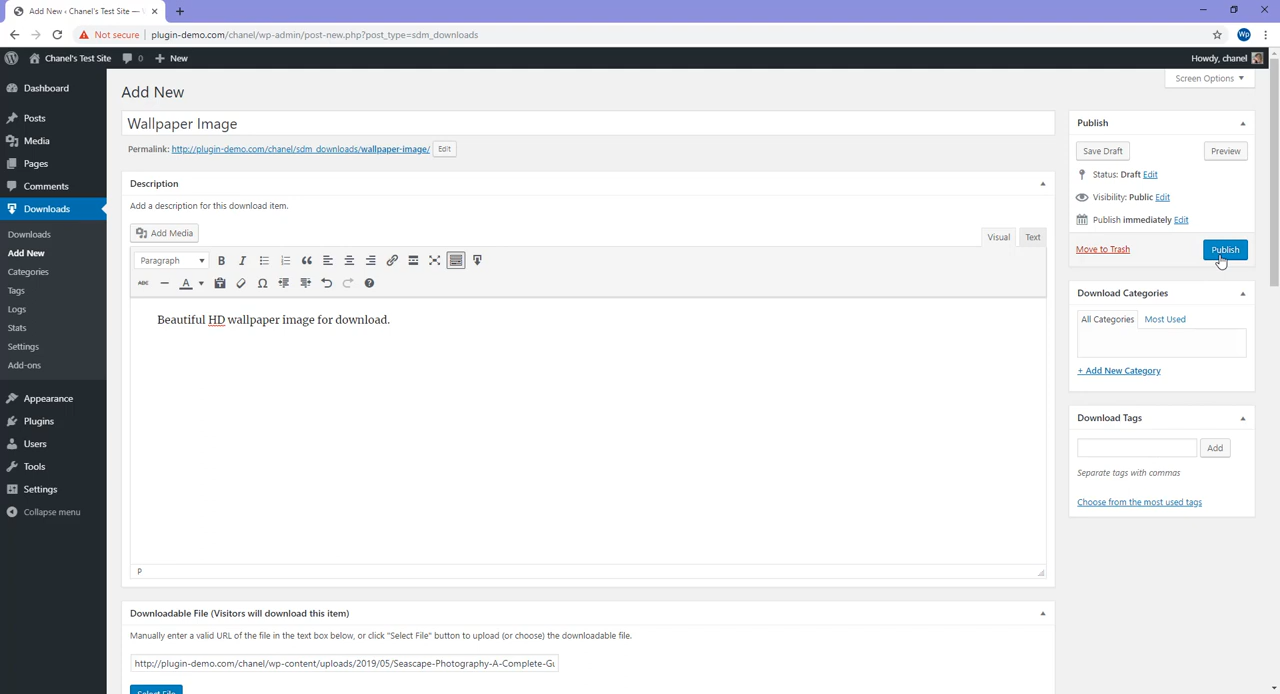 Add New ‹ Chanel's Test Site —
Not secure
plugin-demo.com/chanel/wp-admin/post-new.php?post_type=sdm_downloads
Wp
Chanel's Test Site
0
New
Howdy, chanel
Dashboard
Posts
Media
Pages
Comments
Downloads
Downloads
Add New
Categories
Tags
Logs
Stats
Settings
Add-ons
Appearance
Plugins
Users
Tools
Settings
Collapse menu
Screen Options
Add New
Wallpaper Image
Permalink: http://plugin-demo.com/chanel/sdm_downloads/wallpaper-image/ Edit
Description
Add a description for this download item.
Add Media
Visual
Text
Paragraph
B
I
ABC
A
Beautiful HD wallpaper image for download.
P
Downloadable File (Visitors will download this item)
Manually enter a valid URL of the file in the text box below, or click "Select File" button to upload (or choose) the downloadable file.
http://plugin-demo.com/chanel/wp-content/uploads/2019/05/Seascape-Photography-A-Complete-Gu
Select File
Publish
Save Draft
Preview
Status: Draft Edit
Visibility: Public Edit
Publish immediately Edit
Move to Trash
Publish
Download Categories
All Categories
Most Used
+ Add New Category
Download Tags
Add
Separate tags with commas
Choose from the most used tags